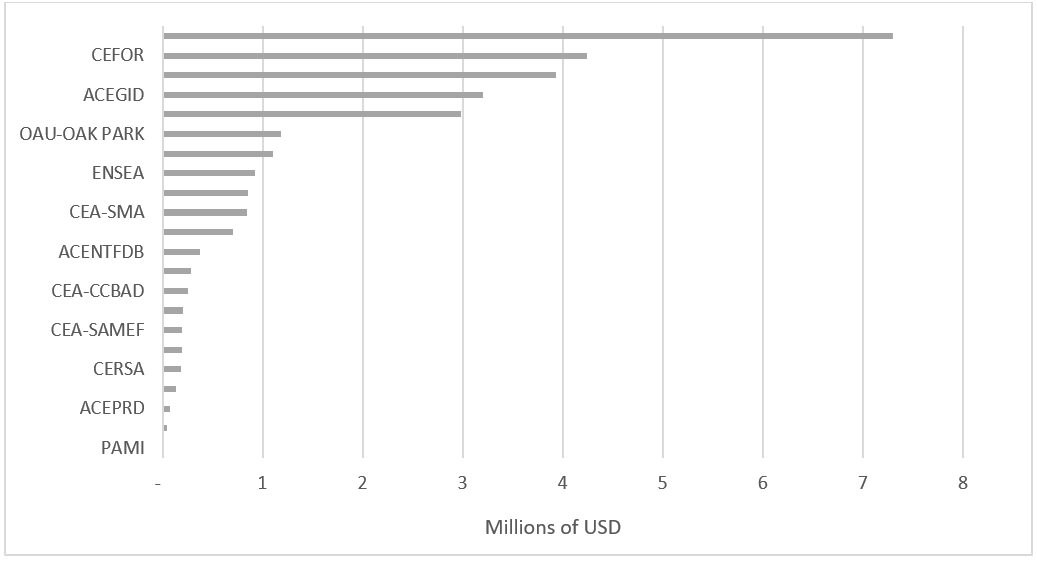 CEFOR
ACEGID
OAU-OAK PARK
ENSEA
CEA-SMA
ACENTFDB
CEA-CCBAD
CEA-SAMEF
CERSA
ACEPRD
PAMI
- 1 2 3 4 5 6 7 8
Millions of USD